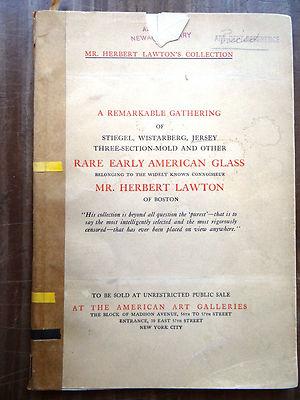 MR. HERBERT LAWTON'S COLLECTION
A REMARKABLE GATHERING
OF
STIEGEL, WISTARBERG, JERSEY
THREE-SECTION-MOLD AND OTHER
RARE EARLY AMERICAN GLASS
BELONGING TO THE WIDELY KNOWN CONNOISEUR
MR. HERBERT LAWTON
OF BOSTON
"His collection is beyond all question the 'purest'—that is to
say the most intelligently selected and the most rigorously
censored—that has ever been placed on view anywhere."
TO BE SOLD AT UNRESTRICTED PUBLIC SALE
AT THE AMERICAN ART GALLERIES
THE BLOCK OF MADISON AVENUE, 56TH TO 57TH STREET
ENTRANCE, 30 EAST 57TH STREET
NEW YORK CITY